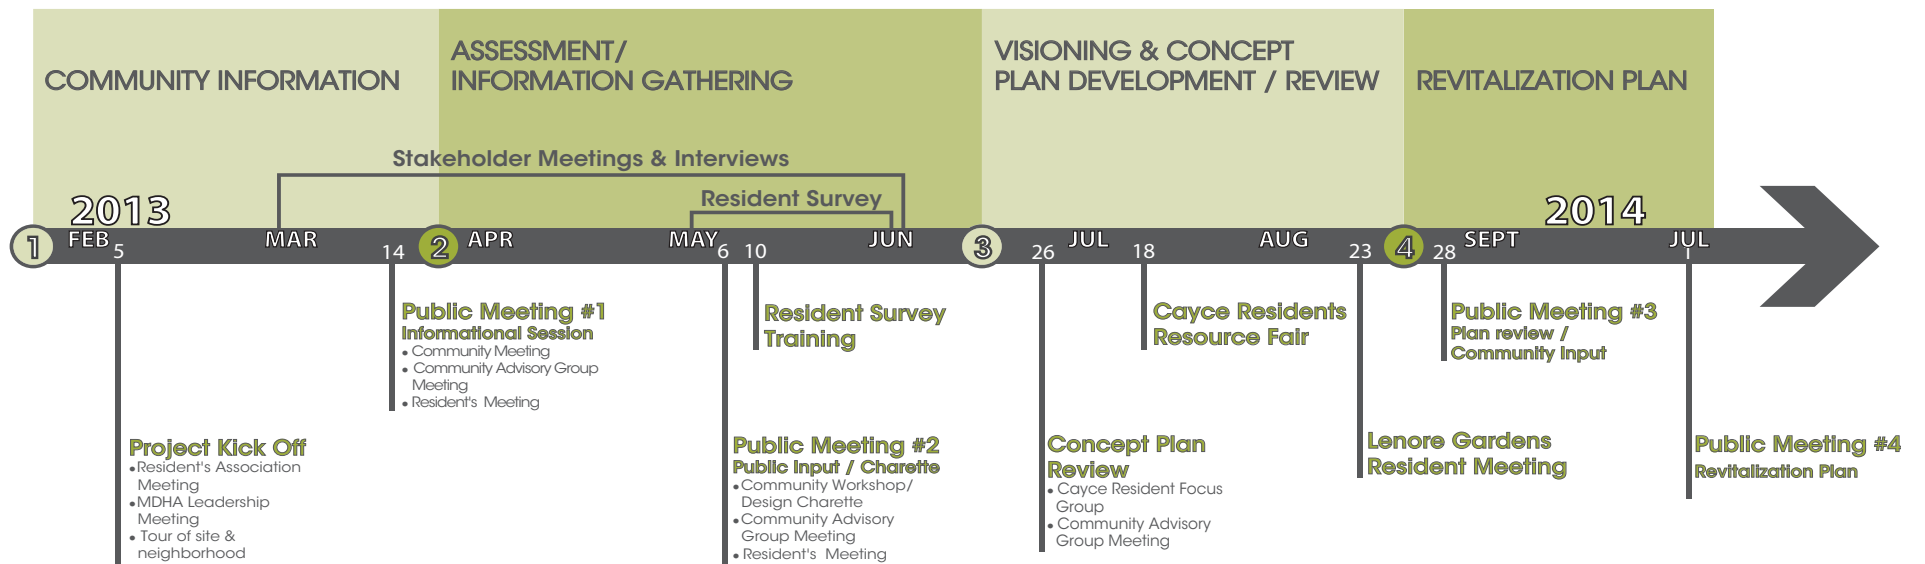 COMMUNITY INFORMATION
ASSESSMENT/
INFORMATION GATHERING
VISIONING & CONCEPT
PLAN DEVELOPMENT / REVIEW
REVITALIZATION PLAN
Stakeholder Meetings & Interviews
Resident Survey
2013
2014
1
FEB
5
MAR
14
2
APR
MAY
6
10
JUN
3
26
JUL
18
AUG
23
4
28
SEPT
JUL
1
Project Kick Off
• Resident's Association
Meeting
• MDHA Leadership
Meeting
• Tour of site &
neighborhood
Public Meeting #1
Informational Session
• Community Meeting
• Community Advisory Group
Meeting
• Resident's Meeting
Public Meeting #2
Public Input / Charette
• Community Workshop/
Design Charette
• Community Advisory
Group Meeting
• Resident's Meeting
Resident Survey
Training
Concept Plan
Review
• Cayce Resident Focus
Group
• Community Advisory
Group Meeting
Cayce Residents
Resource Fair
Lenore Gardens
Resident Meeting
Public Meeting #3
Plan review /
Community Input
Public Meeting #4
Revitalization Plan